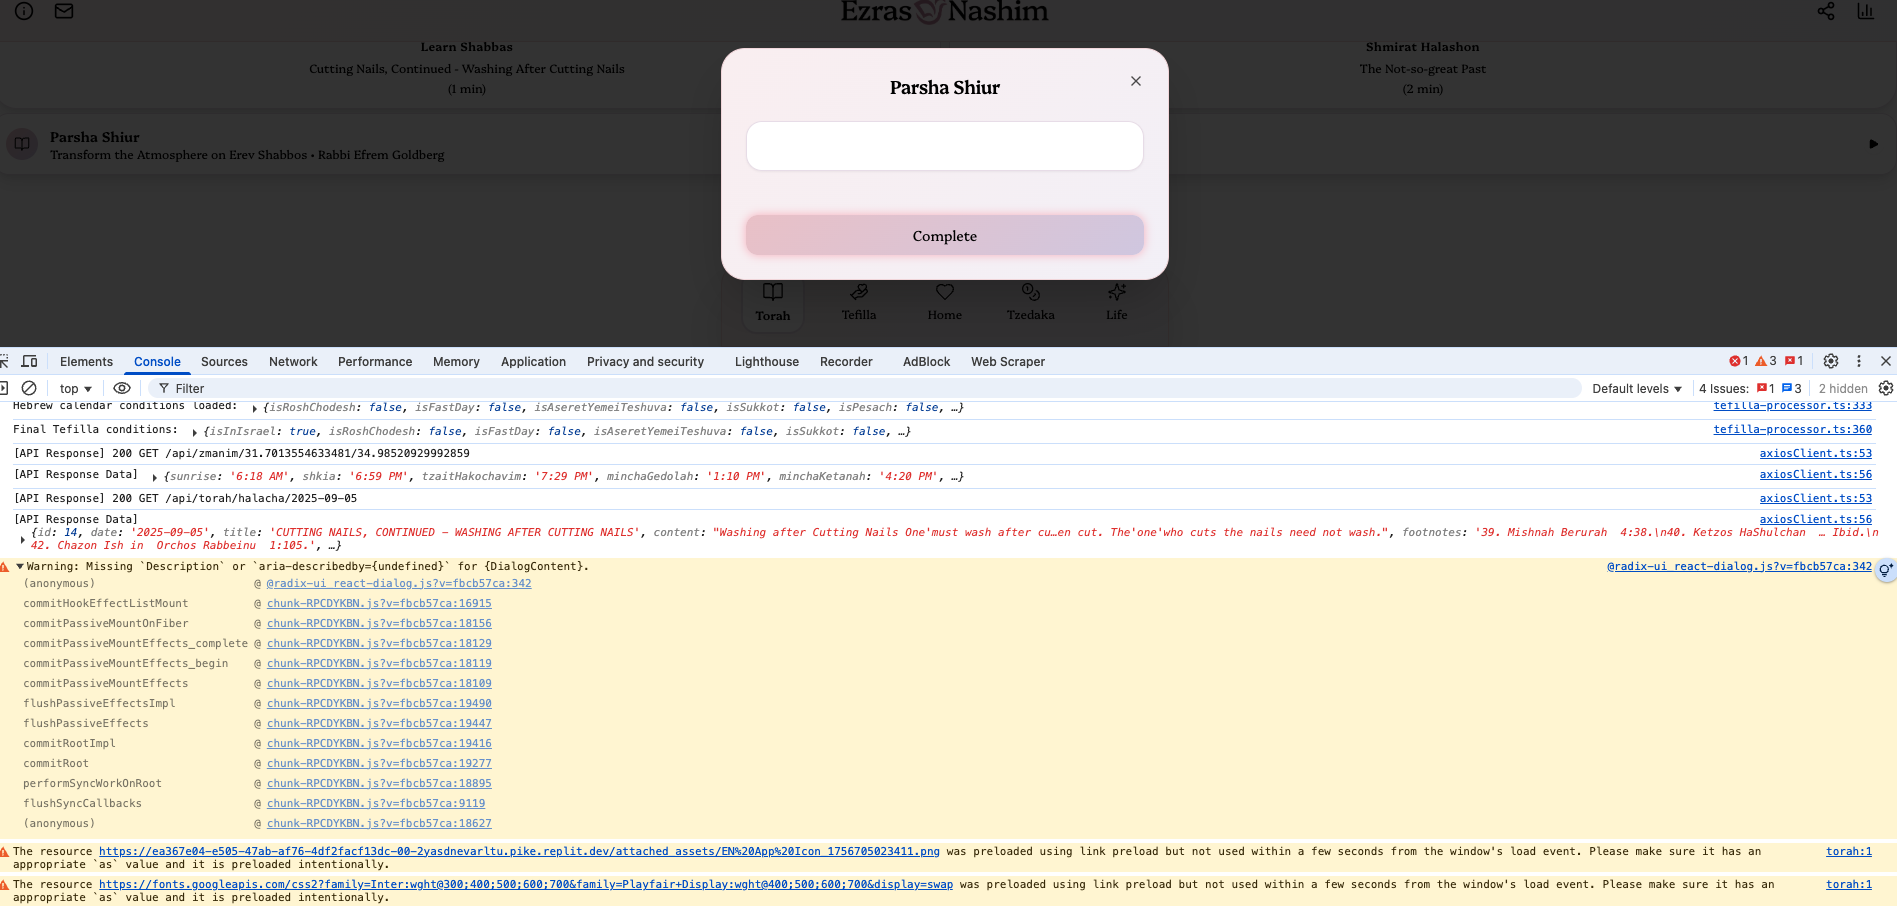 Ezras Nashim
Learn Shabbas
Cutting Nails, Continued - Washing After Cutting Nails
(1 min)
Shmirat Halashon
The Not-so-great Past
(2 min)
Parsha Shiur
Transform the Atmosphere on Erev Shabbos • Rabbi Efrem Goldberg
Parsha Shiur
Complete
Torah
Tefilla
Home
Tzedaka
Life
Elements Console Sources Network Performance Memory Application Privacy and security Lighthouse Recorder AdBlock Web Scraper 1 3 1
top Filter Default levels 4 Issues: 1 3 2 hidden
Hebrew calendar conditions loaded: {isRoshChodesh: false, isFastDay: false, isAseretYemeiTeshuva: false, isSukkot: false, isPesach: false, …} tefilla-processor.ts:333
Final Tefilla conditions: {isInIsrael: true, isRoshChodesh: false, isFastDay: false, isAseretYemeiTeshuva: false, isSukkot: false, …} tefilla-processor.ts:360
[API Response] 200 GET /api/zmanim/31.7013554633481/34.98520929992859 axiosClient.ts:53
[API Response Data] {sunrise: '6:18 AM', shkia: '6:59 PM', tzaitHakochavim: '7:29 PM', minchaGedolah: '1:10 PM', minchaKetanah: '4:20 PM', …} axiosClient.ts:56
[API Response] 200 GET /api/torah/halacha/2025-09-05 axiosClient.ts:53
[API Response Data] axiosClient.ts:56
{id: 14, date: '2025-09-05', title: 'CUTTING NAILS, CONTINUED – WASHING AFTER CUTTING NAILS', content: "Washing after Cutting Nails One'must wash after cu…en cut. The'one'who cuts the nails need not wash.", footnotes: '39. Mishnah Berurah 4:38.\n40. Ketzos HaShulchan … Ibid.\n
42. Chazon Ish in Orchos Rabbeinu 1:105.', …}
Warning: Missing `Description` or `aria-describedby={undefined}` for {DialogContent}. @radix-ui_react-dialog.js?v=fbcb57ca:342
(anonymous) @ @radix-ui_react-dialog.js?v=fbcb57ca:342
commitHookEffectListMount @ chunk-RPCDYKBN.js?v=fbcb57ca:16915
commitPassiveMountOnFiber @ chunk-RPCDYKBN.js?v=fbcb57ca:18156
commitPassiveMountEffects_complete @ chunk-RPCDYKBN.js?v=fbcb57ca:18129
commitPassiveMountEffects_begin @ chunk-RPCDYKBN.js?v=fbcb57ca:18119
commitPassiveMountEffects @ chunk-RPCDYKBN.js?v=fbcb57ca:18109
flushPassiveEffectsImpl @ chunk-RPCDYKBN.js?v=fbcb57ca:19490
flushPassiveEffects @ chunk-RPCDYKBN.js?v=fbcb57ca:19447
commitRootImpl @ chunk-RPCDYKBN.js?v=fbcb57ca:19416
commitRoot @ chunk-RPCDYKBN.js?v=fbcb57ca:19277
performSyncWorkOnRoot @ chunk-RPCDYKBN.js?v=fbcb57ca:18895
flushSyncCallbacks @ chunk-RPCDYKBN.js?v=fbcb57ca:9119
(anonymous) @ chunk-RPCDYKBN.js?v=fbcb57ca:18627
The resource https://ea367e04-e505-47ab-af76-4df2facf13dc-00-2yasdnevarltu.pike.replit.dev/attached_assets/EN%20App%20Icon_1756705023411.png was preloaded using link preload but not used within a few seconds from the window's load event. Please make sure it has an torah:1
appropriate `as` value and it is preloaded intentionally.
The resource https://fonts.googleapis.com/css2?family=Inter:wght@300;400;500;600;700&family=Playfair+Display:wght@400;500;600;700&display=swap was preloaded using link preload but not used within a few seconds from the window's load event. Please make sure it has an torah:1
appropriate `as` value and it is preloaded intentionally.